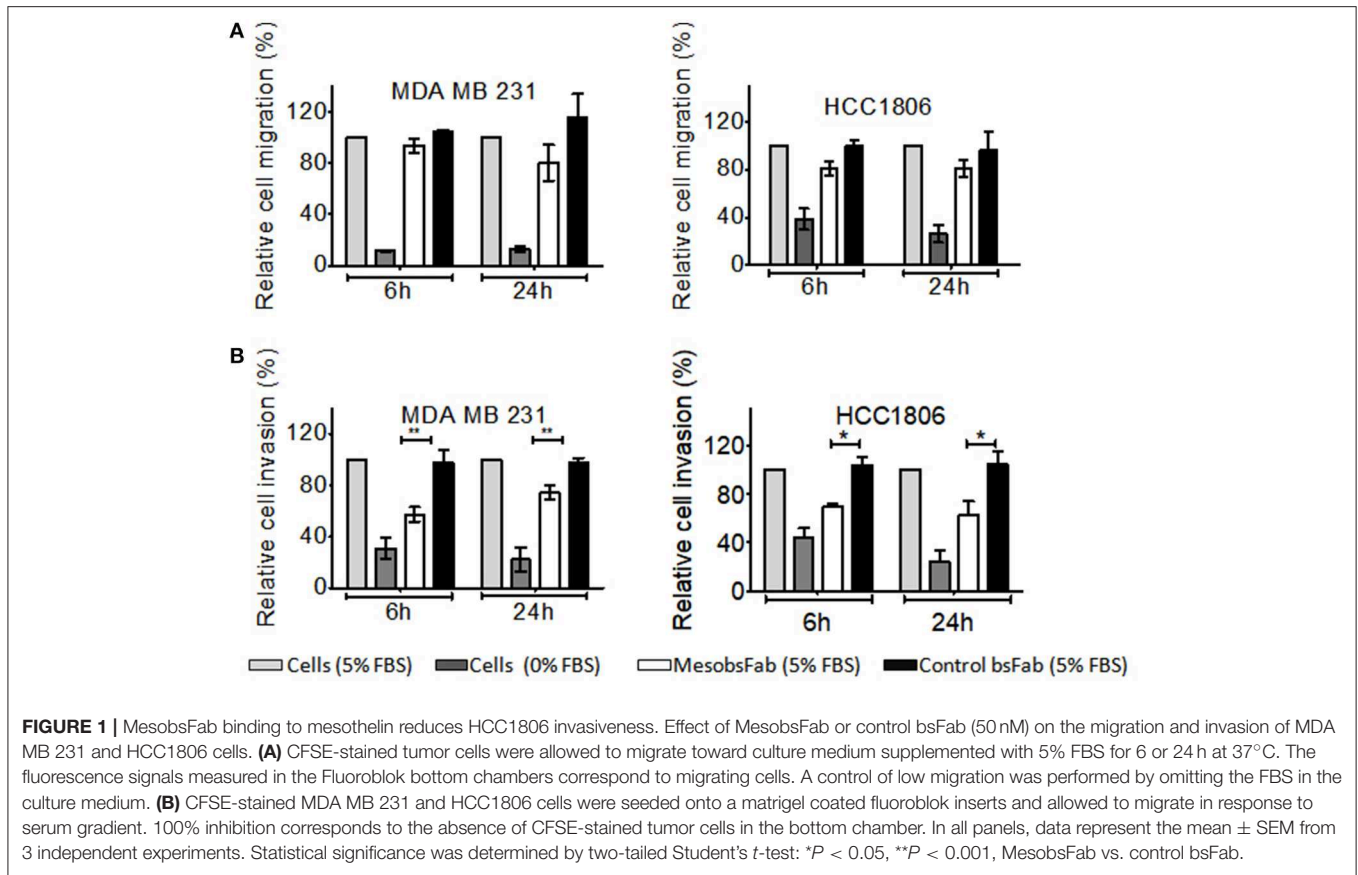 A
Relative cell migration (%)
MDA MB 231
120
80
40
0
6h
24h
Relative cell migration (%)
HCC1806
120
80
40
0
6h
24h
B
Relative cell invasion (%)
MDA MB 231
**
**
120
80
40
0
6h
24h
Relative cell invasion (%)
HCC1806
*
*
120
80
40
0
6h
24h
Cells (5% FBS) Cells (0% FBS) MesobsFab (5% FBS) Control bsFab (5% FBS)
FIGURE 1 | MesobsFab binding to mesothelin reduces HCC1806 invasiveness. Effect of MesobsFab or control bsFab (50 nM) on the migration and invasion of MDA
MB 231 and HCC1806 cells. (A) CFSE-stained tumor cells were allowed to migrate toward culture medium supplemented with 5% FBS for 6 or 24 h at 37°C. The
fluorescence signals measured in the Fluoroblok bottom chambers correspond to migrating cells. A control of low migration was performed by omitting the FBS in the
culture medium. (B) CFSE-stained MDA MB 231 and HCC1806 cells were seeded onto a matrigel coated fluoroblok inserts and allowed to migrate in response to
serum gradient. 100% inhibition corresponds to the absence of CFSE-stained tumor cells in the bottom chamber. In all panels, data represent the mean ± SEM from
3 independent experiments. Statistical significance was determined by two-tailed Student's t-test: *P < 0.05, **P < 0.001, MesobsFab vs. control bsFab.